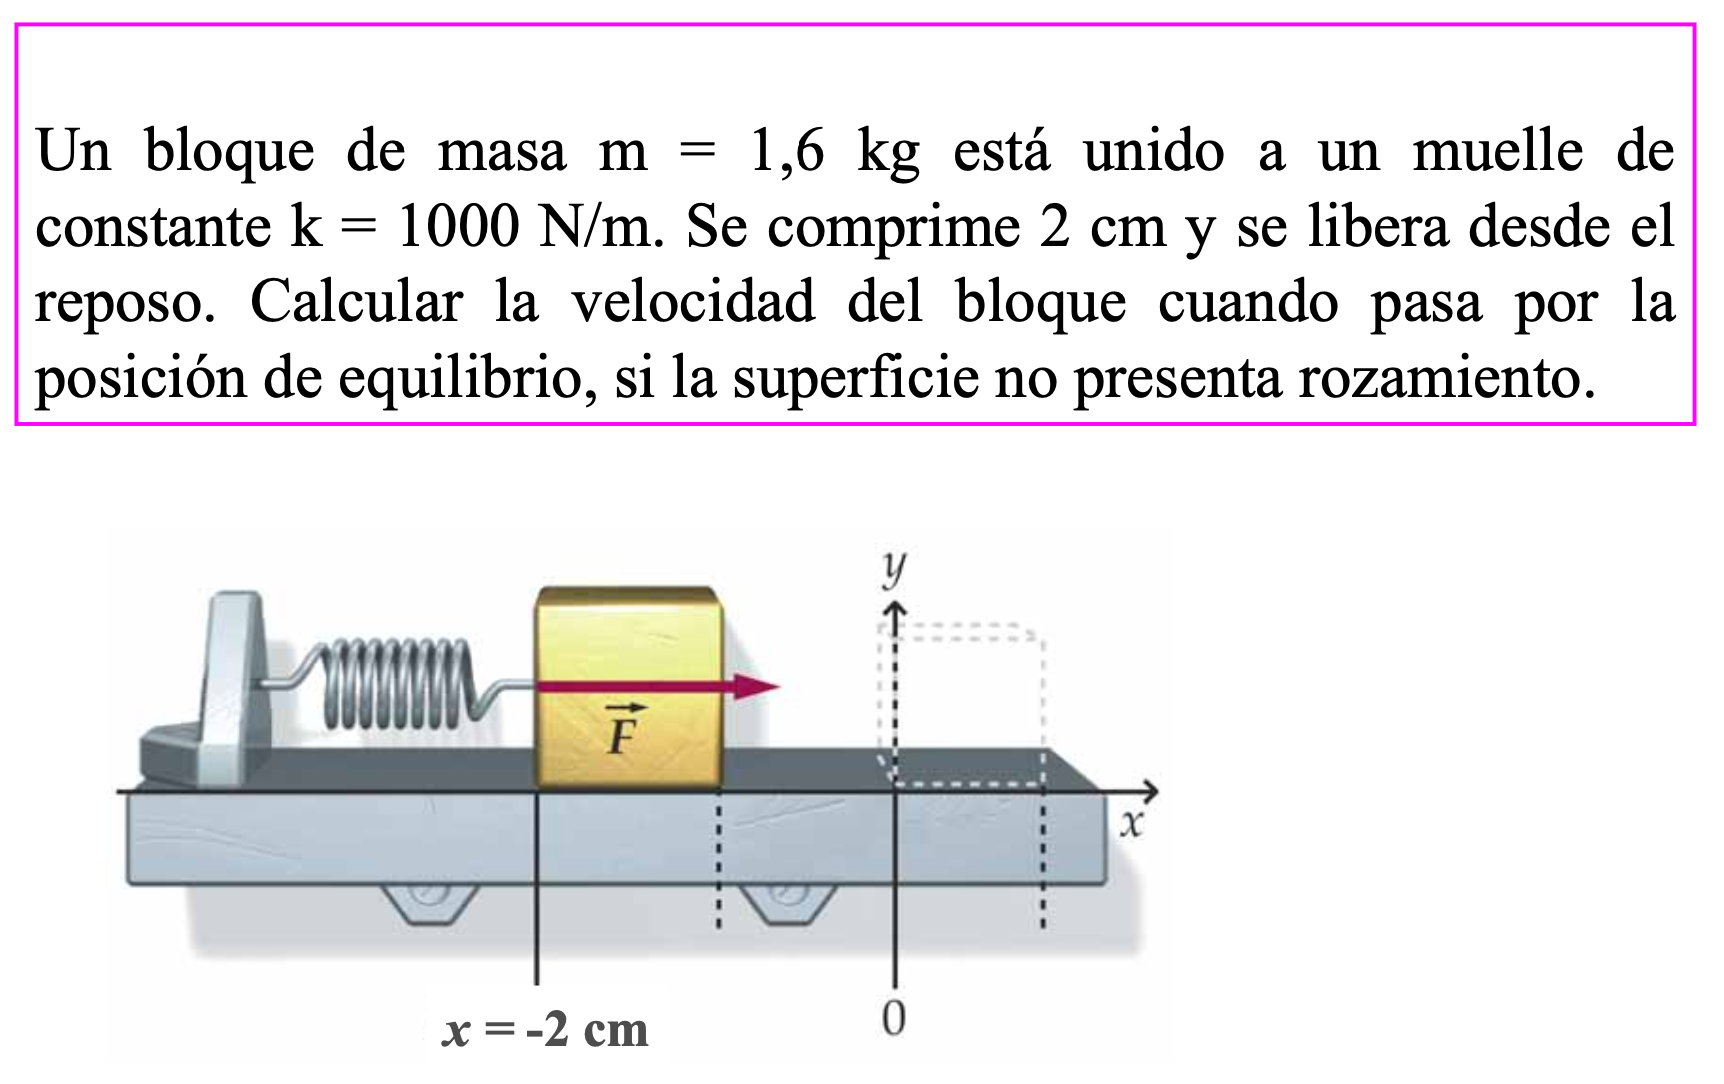 Un bloque de masa m = 1,6 kg está unido a un muelle de
constante k = 1000 N/m. Se comprime 2 cm y se libera desde el
reposo. Calcular la velocidad del bloque cuando pasa por la
posición de equilibrio, si la superficie no presenta rozamiento.
y
F
x
x = -2 cm
0